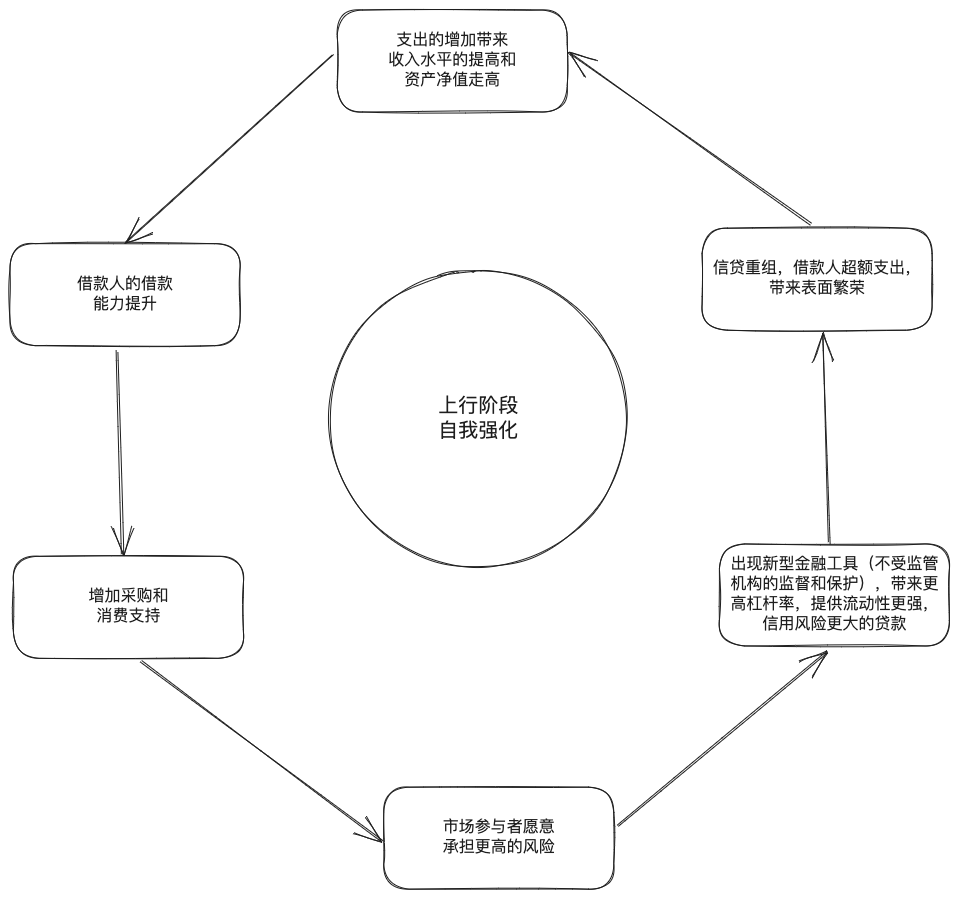 支出的增加带来
收入水平的提高和
资产净值走高
借款人的借款
能力提升
信贷重组，借款人超额支出，
带来表面繁荣
上行阶段
自我强化
增加采购和
消费支持
出现新型金融工具（不受监管
机构的监督和保护），带来更
高杠杆率，提供流动性更强，
信用风险更大的贷款
市场参与者愿意
承担更高的风险